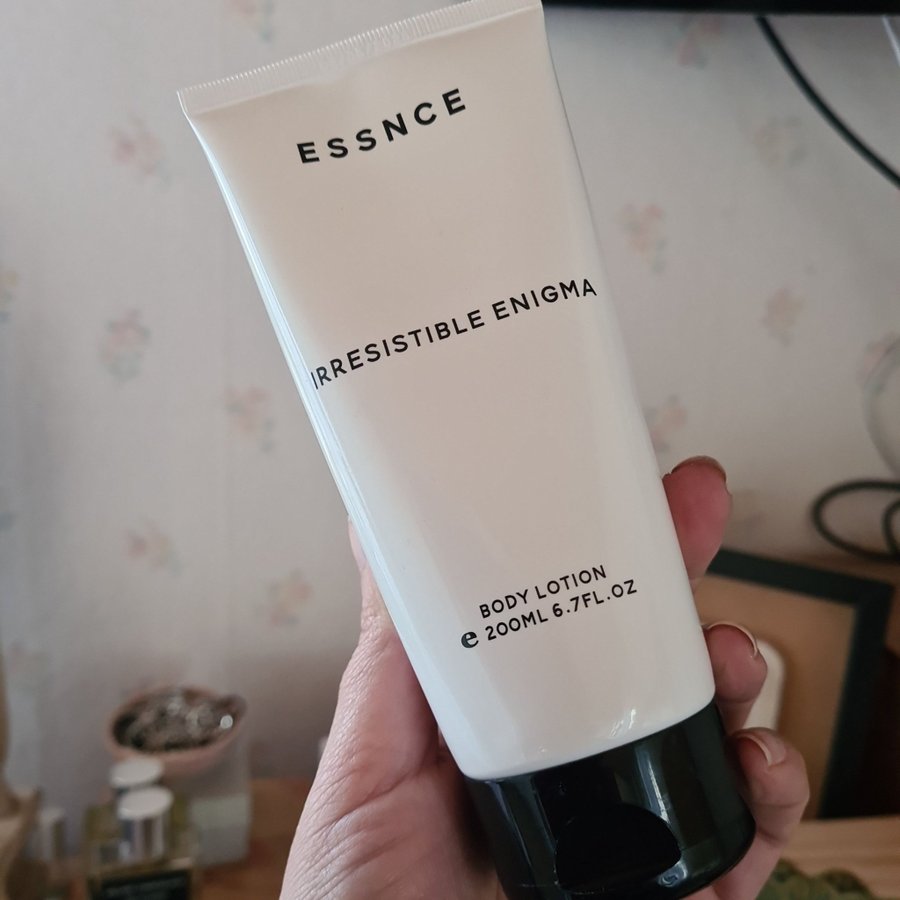 ESSNCE
IRRESISTIBLE ENIGMA
BODY LOTION
e 200ML 6.7FL.OZ